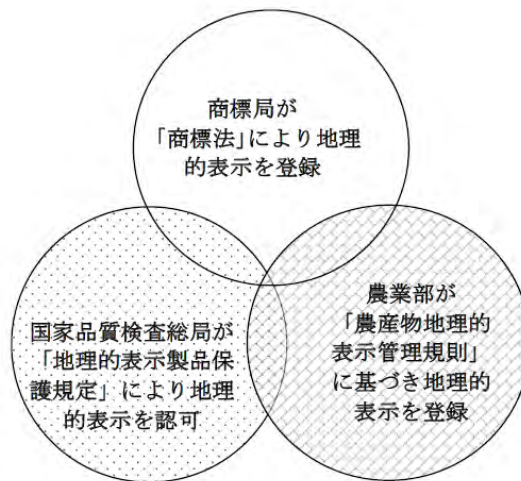 商標局が
「商標法」により地理
的表示を登録
国家品質検査総局が
「地理的表示製品保
護規定」により地理
的表示を認可
農業部が
「農産物地理的
表示管理規則」
に基づき地理的
表示を登録